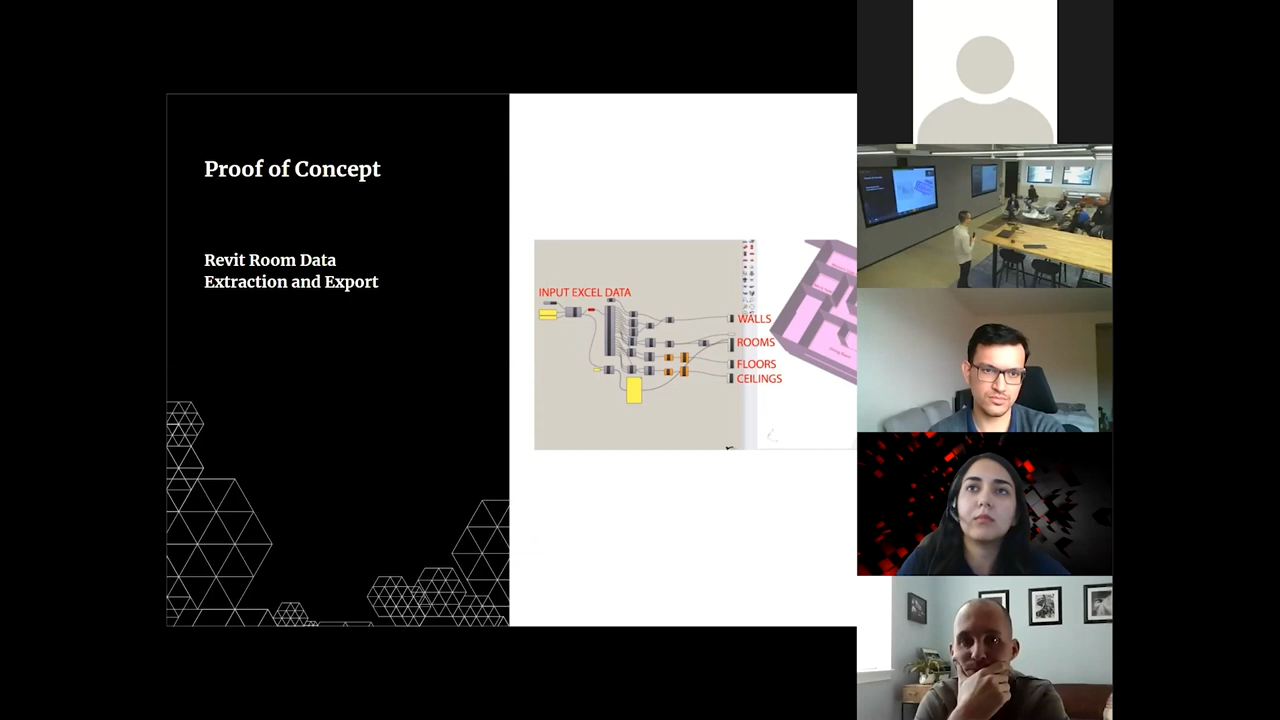 Proof of Concept
Revit Room Data
Extraction and Export
INPUT EXCEL DATA
WALLS
ROOMS
FLOORS
CEILINGS